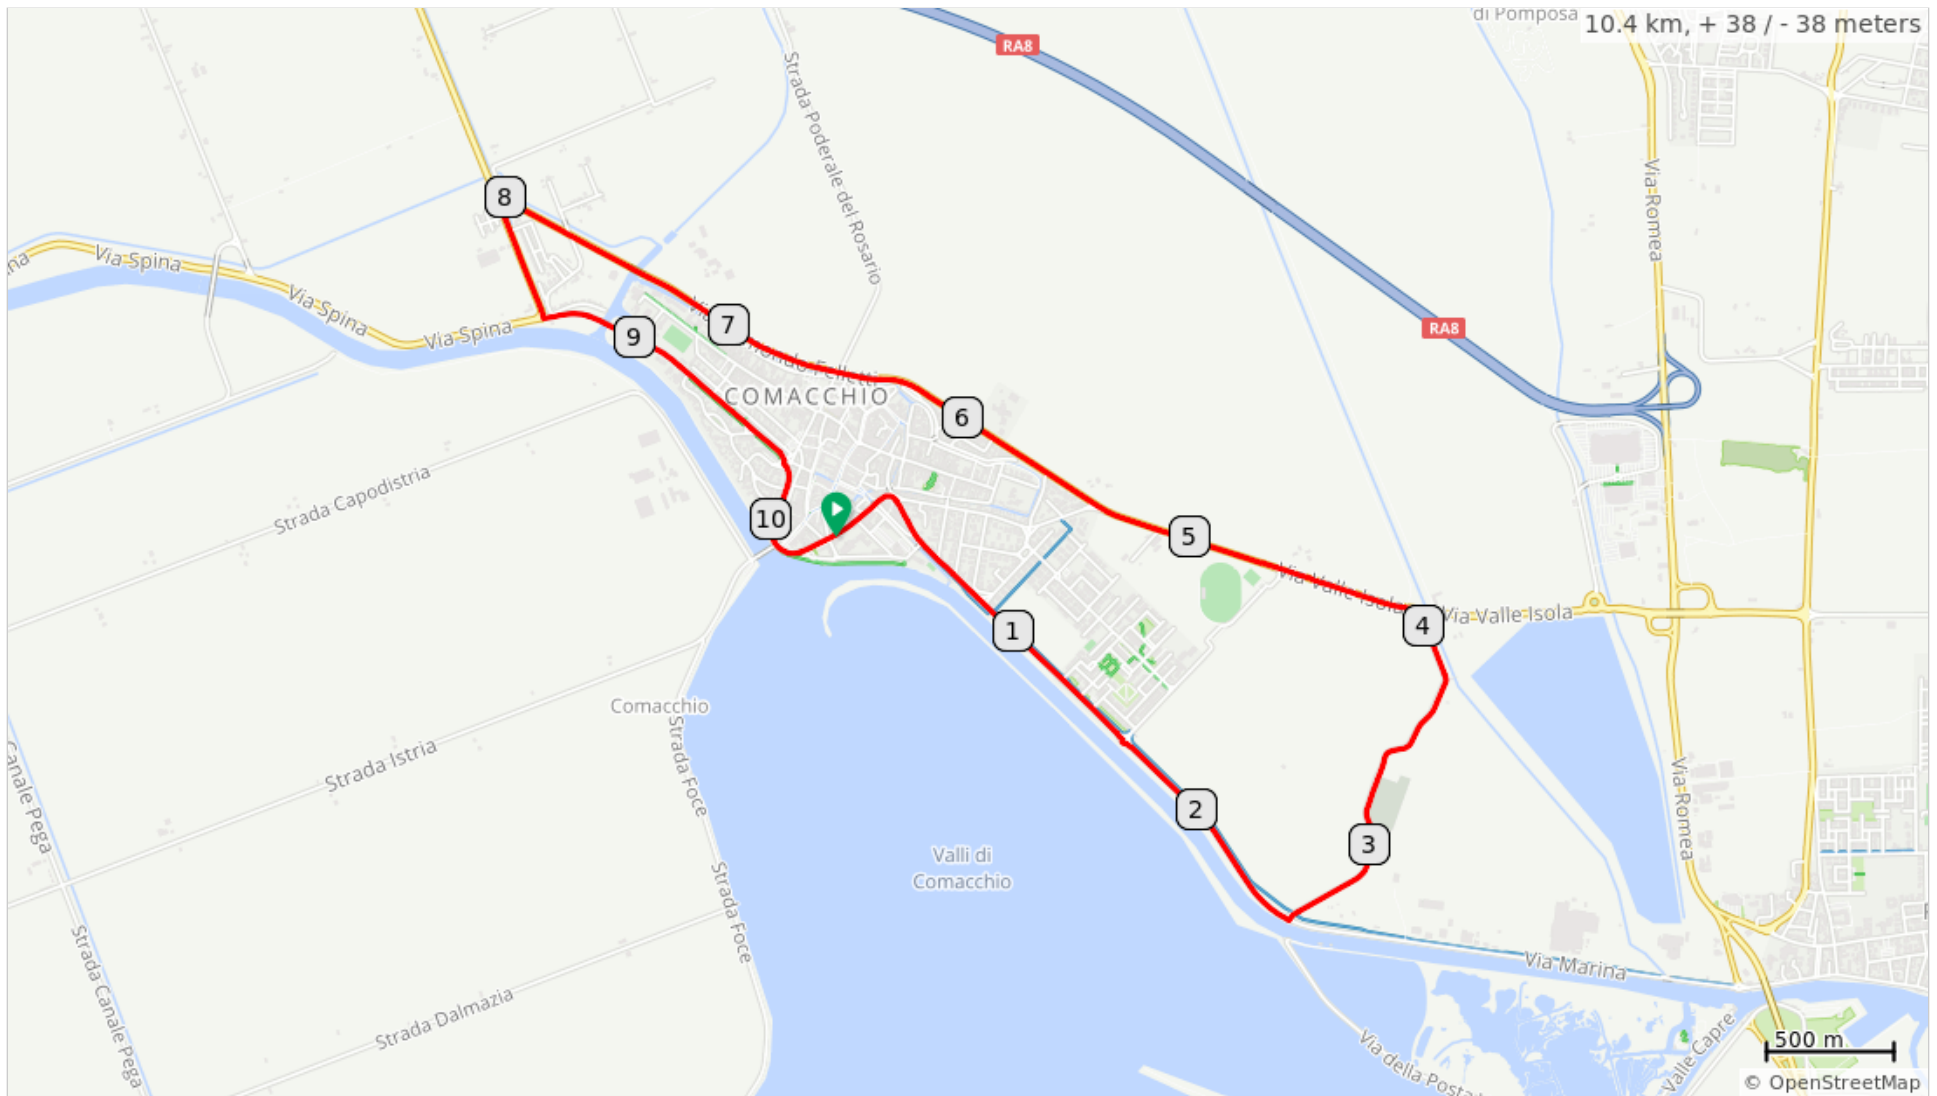 di Pomposa
10.4 km, + 38 / - 38 meters
RA8
Strada Poderale del Rosario
Via Romea
8
Via Spina
Via Spina
Via Spina
7
9
RA8
COMACCHIO
6
Strada Capodistria
10
5
Via Valle Isola
Via Valle Isola
4
1
Comacchio
Strada Foce
Strada Istria
Canale Pega
Via Romea
2
3
Valli di
Comacchio
Strada Foce
Strada Canale Pega
Strada Dalmazia
Via Marina
Via della Posta
Valle Capre
500 m
© OpenStreetMap